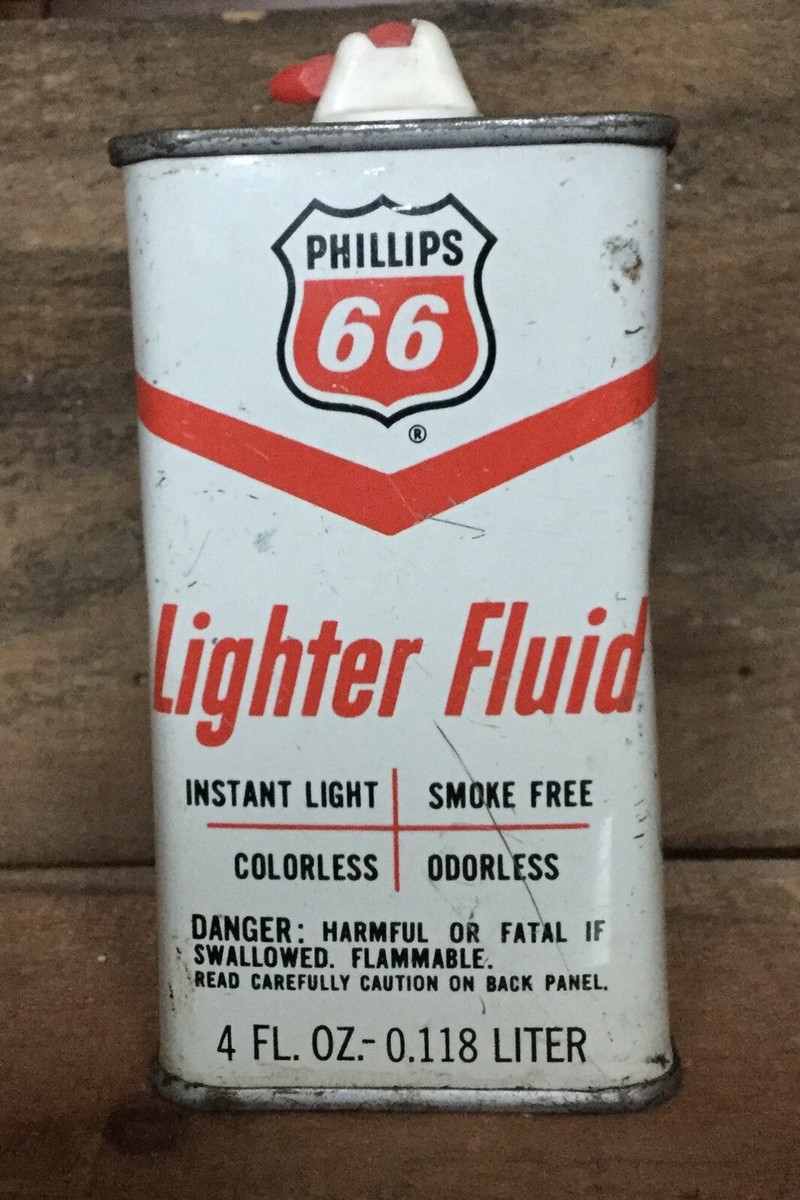 PHILLIPS
66
®
Lighter Fluid
INSTANT LIGHT SMOKE FREE
COLORLESS ODORLESS
DANGER: HARMFUL OR FATAL IF
SWALLOWED. FLAMMABLE.
READ CAREFULLY CAUTION ON BACK PANEL.
4 FL. OZ.- 0.118 LITER